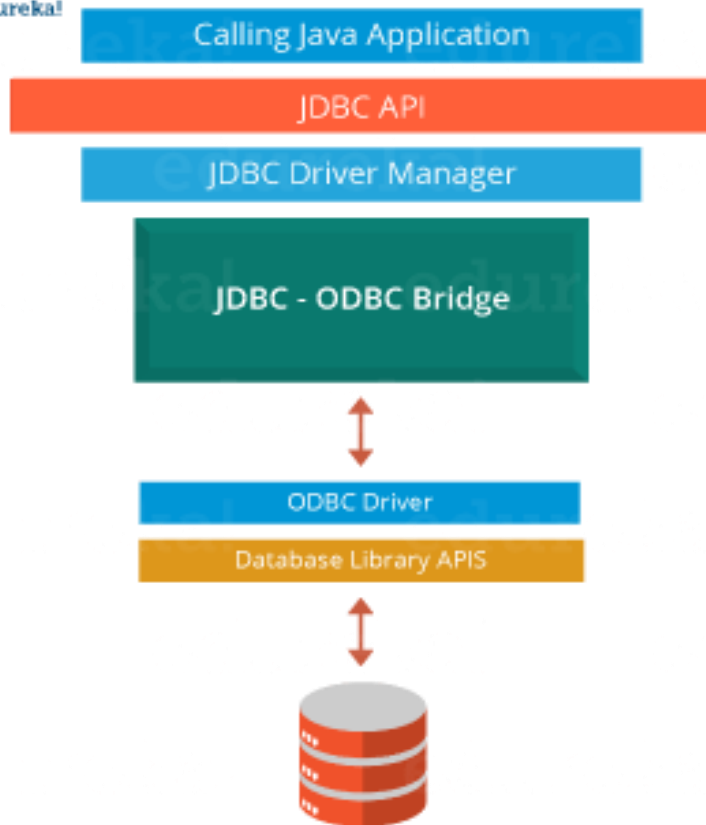 ureka!
Calling Java Application
JDBC API
JDBC Driver Manager
JDBC - ODBC Bridge
ODBC Driver
Database Library APIS